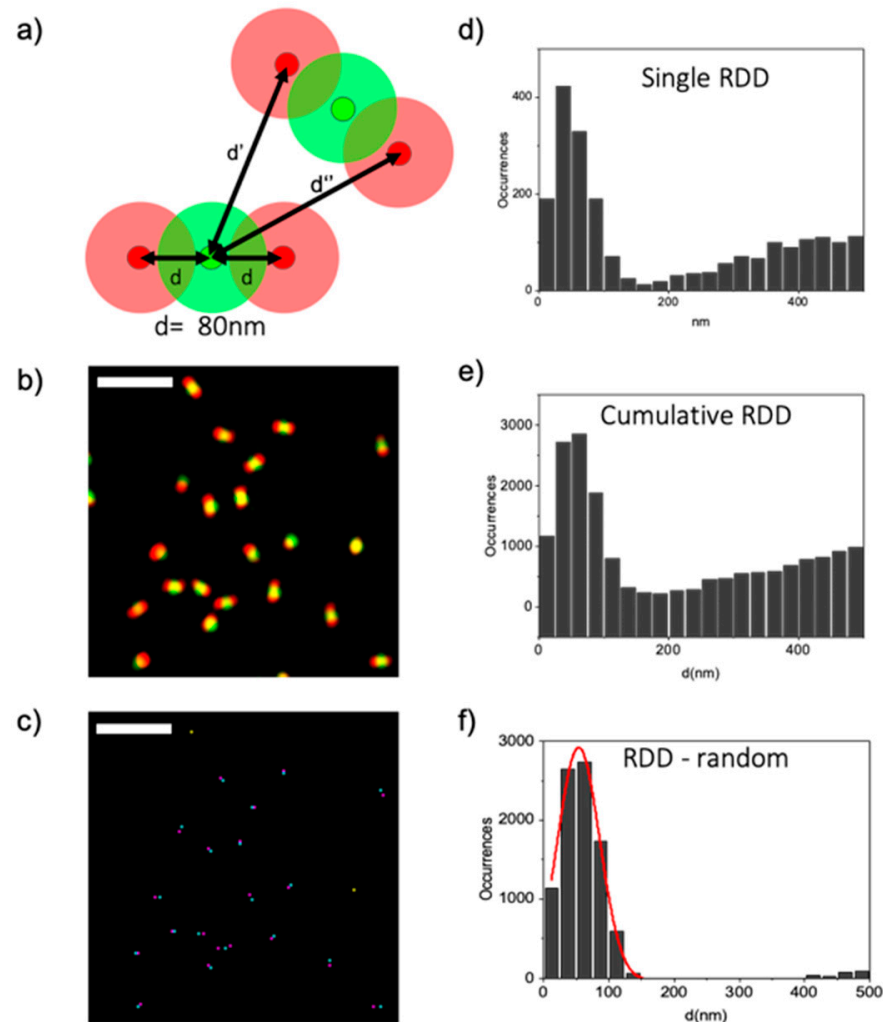 a)
d'
d''
d
d
d= 80nm
b)
c)
d)
Single RDD
Occurrences
400
200
0
0
200
400
nm
e)
Cumulative RDD
Occurrences
3000
2000
1000
0
0
200
400
d(nm)
f)
RDD - random
Occurrences
3000
2000
1000
0
0
100
200
300
400
500
d(nm)